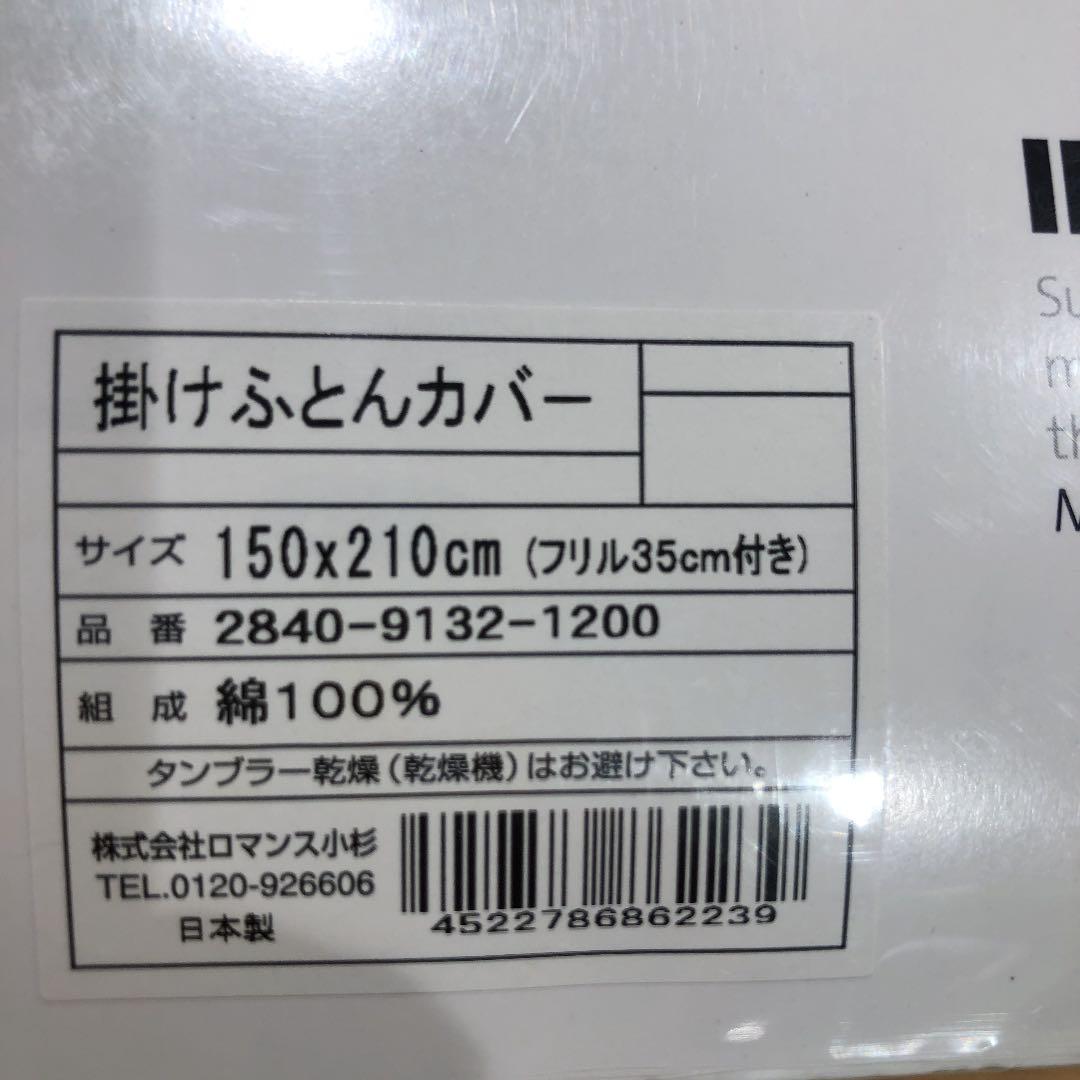 掛けふとんカバー
サイズ 150x210cm (フリル35cm付き)
品 番 2840-9132-1200
組 成 綿100%
タンブラー乾燥(乾燥機)はお避け下さい。
株式会社ロマンス小杉
TEL.0120-926606
日本製
4522786862239
Su
m
th
M